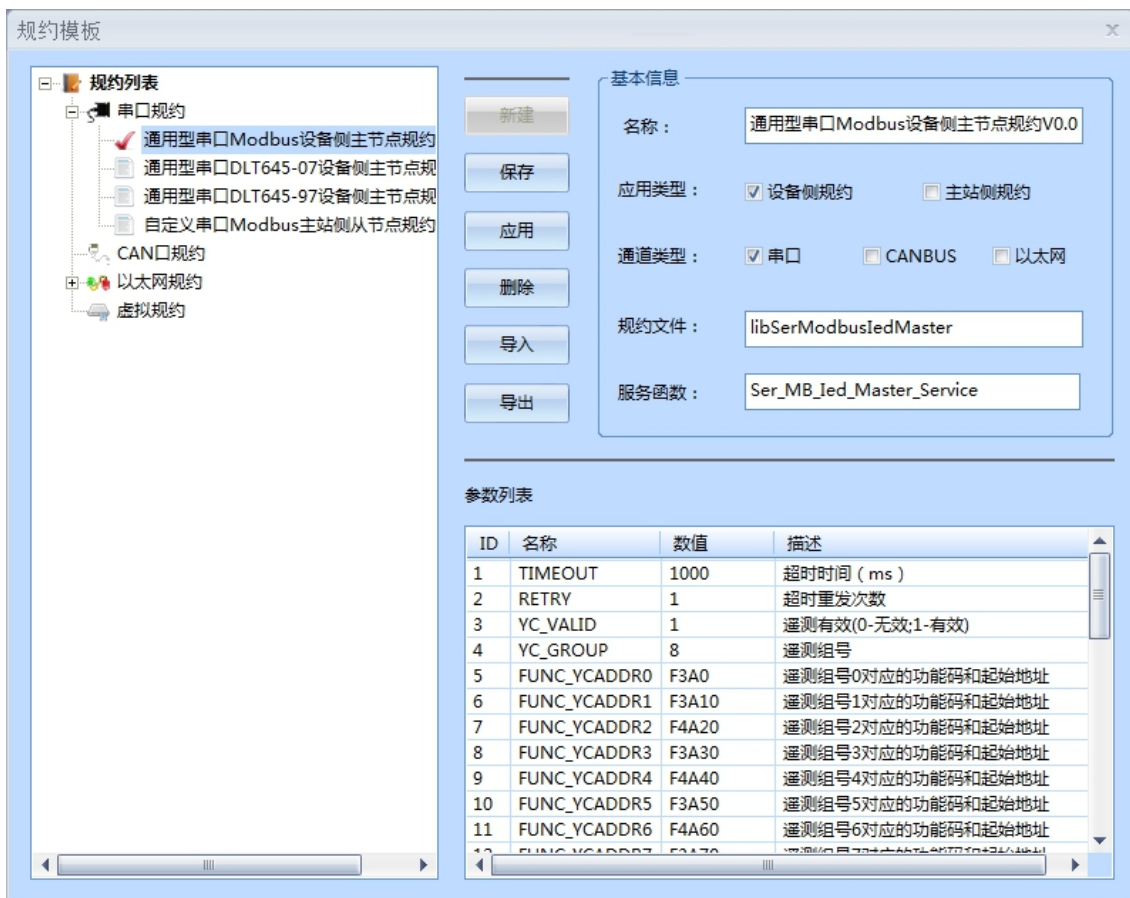 规约模板
规约列表
串口规约
通用型串口Modbus设备侧主节点规约
通用型串口DLT645-07设备侧主节点规
通用型串口DLT645-97设备侧主节点规
自定义串口Modbus主站侧从节点规约
CAN口规约
以太网规约
虚拟规约
新建
保存
应用
删除
导入
导出
基本信息
名称： 通用型串口Modbus设备侧主节点规约V0.0
应用类型： 设备侧规约 主站侧规约
通道类型： 串口 CANBUS 以太网
规约文件： libSerModbusIedMaster
服务函数： Ser_MB_Ied_Master_Service
参数列表
ID 名称 数值 描述
1 TIMEOUT 1000 超时时间（ms）
2 RETRY 1 超时重发次数
3 YC_VALID 1 遥测有效(0-无效;1-有效)
4 YC_GROUP 8 遥测组号
5 FUNC_YCADDR0 F3A0 遥测组号0对应的功能码和起始地址
6 FUNC_YCADDR1 F3A10 遥测组号1对应的功能码和起始地址
7 FUNC_YCADDR2 F4A20 遥测组号2对应的功能码和起始地址
8 FUNC_YCADDR3 F3A30 遥测组号3对应的功能码和起始地址
9 FUNC_YCADDR4 F4A40 遥测组号4对应的功能码和起始地址
10 FUNC_YCADDR5 F3A50 遥测组号5对应的功能码和起始地址
11 FUNC_YCADDR6 F4A60 遥测组号6对应的功能码和起始地址